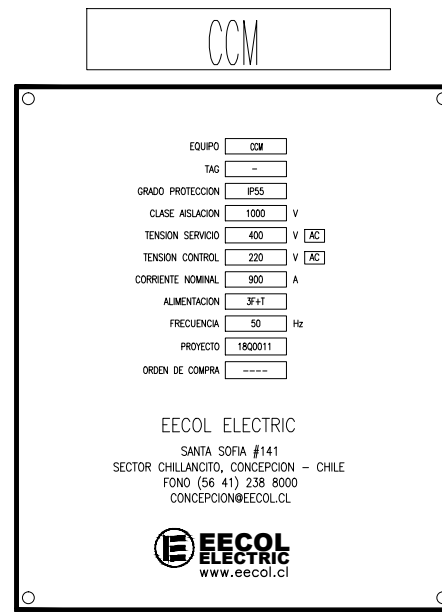 CCM
EQUIPO CCM
TAG -
GRADO PROTECCION IP55
CLASE AISLACION 1000 V
TENSION SERVICIO 400 V AC
TENSION CONTROL 220 V AC
CORRIENTE NOMINAL 900 A
ALIMENTACION 3F+T
FRECUENCIA 50 Hz
PROYECTO 18Q0011
ORDEN DE COMPRA ----
EECOL ELECTRIC
SANTA SOFIA #141
SECTOR CHILLANCITO, CONCEPCION - CHILE
FONO (56 41) 238 8000
CONCEPCION@EECOL.CL
E EECOL
ELECTRIC
www.eecol.cl